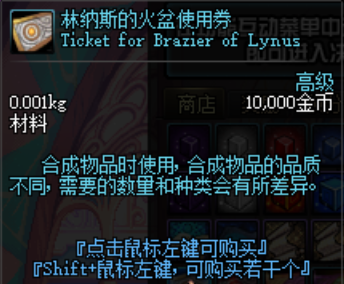 林纳斯的火盆使用券
Ticket for Brazier of Lynus
高级
0.001kg 10,000金币
材料
商店
合成物品时使用，合成物品的品质
不同，需要的数量和种类会有所差异。
『点击鼠标左键可购买』
『Shift+鼠标左键，可购买若干个』